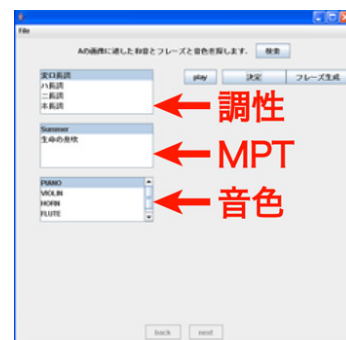 File
Aの画像に適した和音とフレーズと音色を探します。 検索
変ロ長調
ハ長調
ニ長調
ホ長調
play 決定 フレーズ生成
調性
Summer
生命の息吹
MPT
PIANO
VIOLIN
HORN
FLUTE
音色
back next